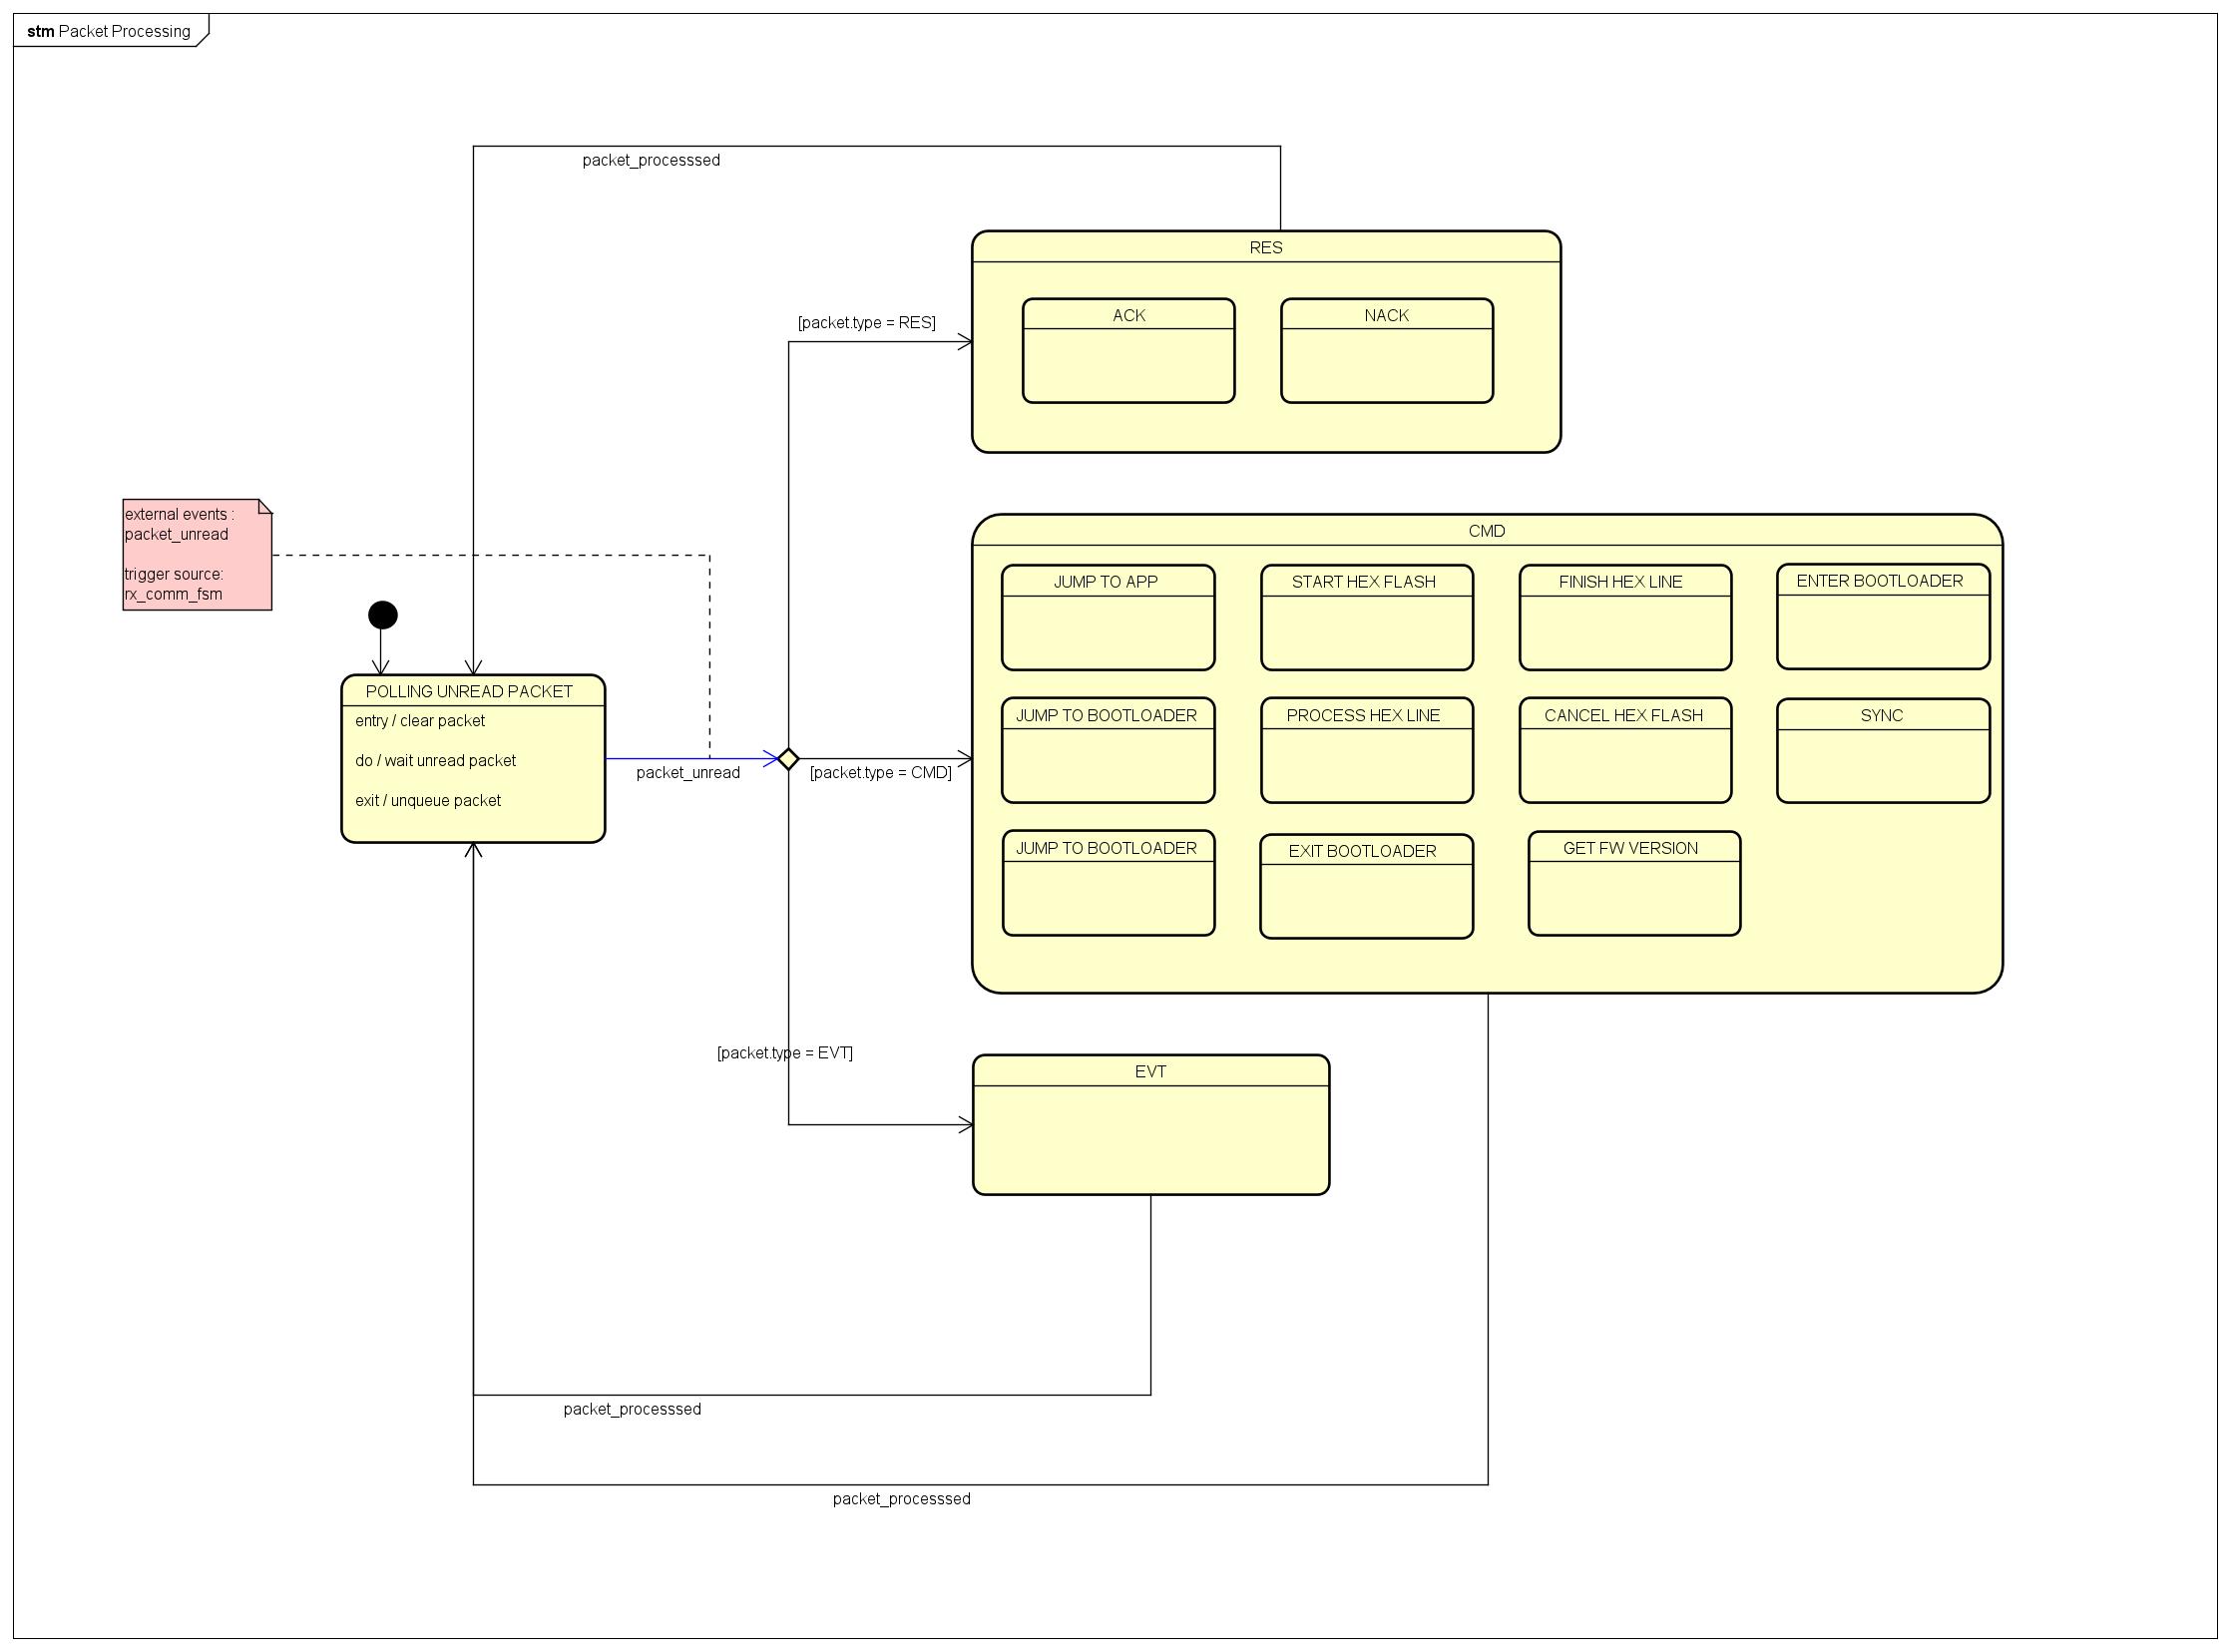 stm Packet Processing
packet_processsed
RES
ACK
NACK
[packet.type = RES]
external events :
packet_unread
trigger source:
rx_comm_fsm
CMD
JUMP TO APP
START HEX FLASH
FINISH HEX LINE
ENTER BOOTLOADER
POLLING UNREAD PACKET
entry / clear packet
do / wait unread packet
exit / unqueue packet
packet_unread
[packet.type = CMD]
JUMP TO BOOTLOADER
PROCESS HEX LINE
CANCEL HEX FLASH
SYNC
JUMP TO BOOTLOADER
EXIT BOOTLOADER
GET FW VERSION
[packet.type = EVT]
EVT
packet_processsed
packet_processsed